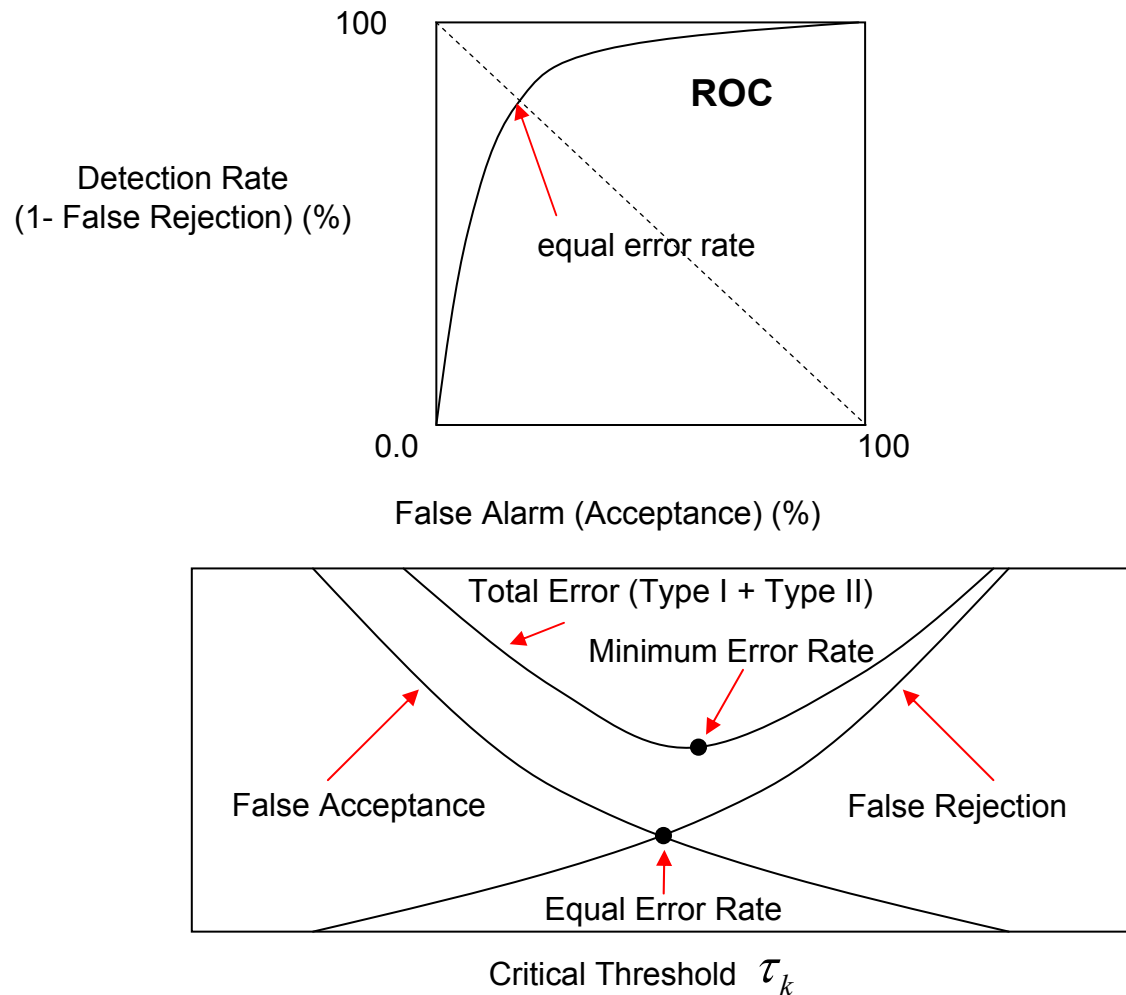 100
ROC
Detection Rate
(1- False Rejection) (%)
equal error rate
0.0
100
False Alarm (Acceptance) (%)
Total Error (Type I + Type II)
Minimum Error Rate
False Acceptance
False Rejection
Equal Error Rate
Critical Threshold τk